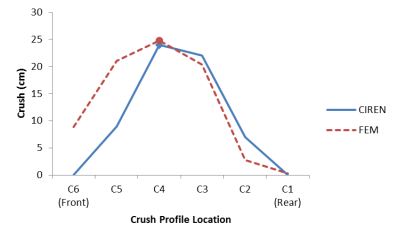 30
25
20
15
10
5
0
Crush (cm)
C6 C5 C4 C3 C2 C1
(Front) (Rear)
Crush Profile Location
CIREN
FEM